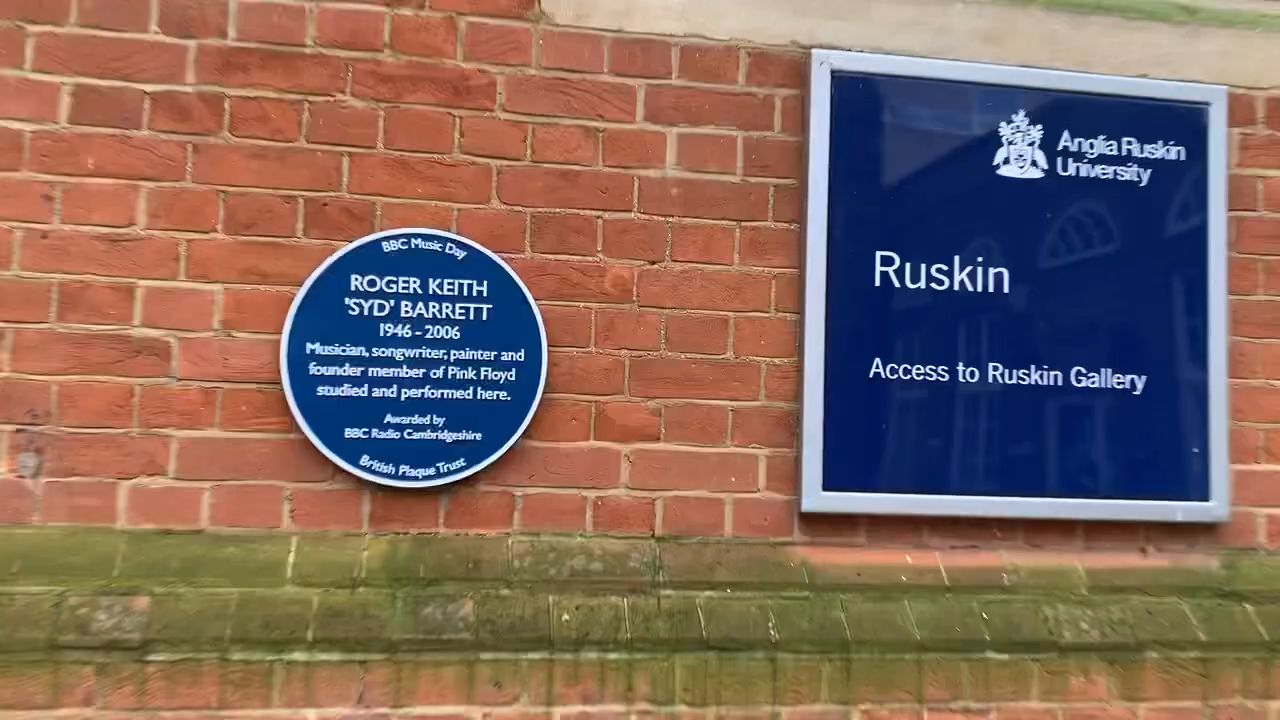 BBC Music Day
ROGER KEITH
'SYD' BARRETT
1946 - 2006
Musician, songwriter, painter and
founder member of Pink Floyd
studied and performed here.
Awarded by
BBC Radio Cambridgeshire
British Plaque Trust
Anglia Ruskin
University
Ruskin
Access to Ruskin Gallery